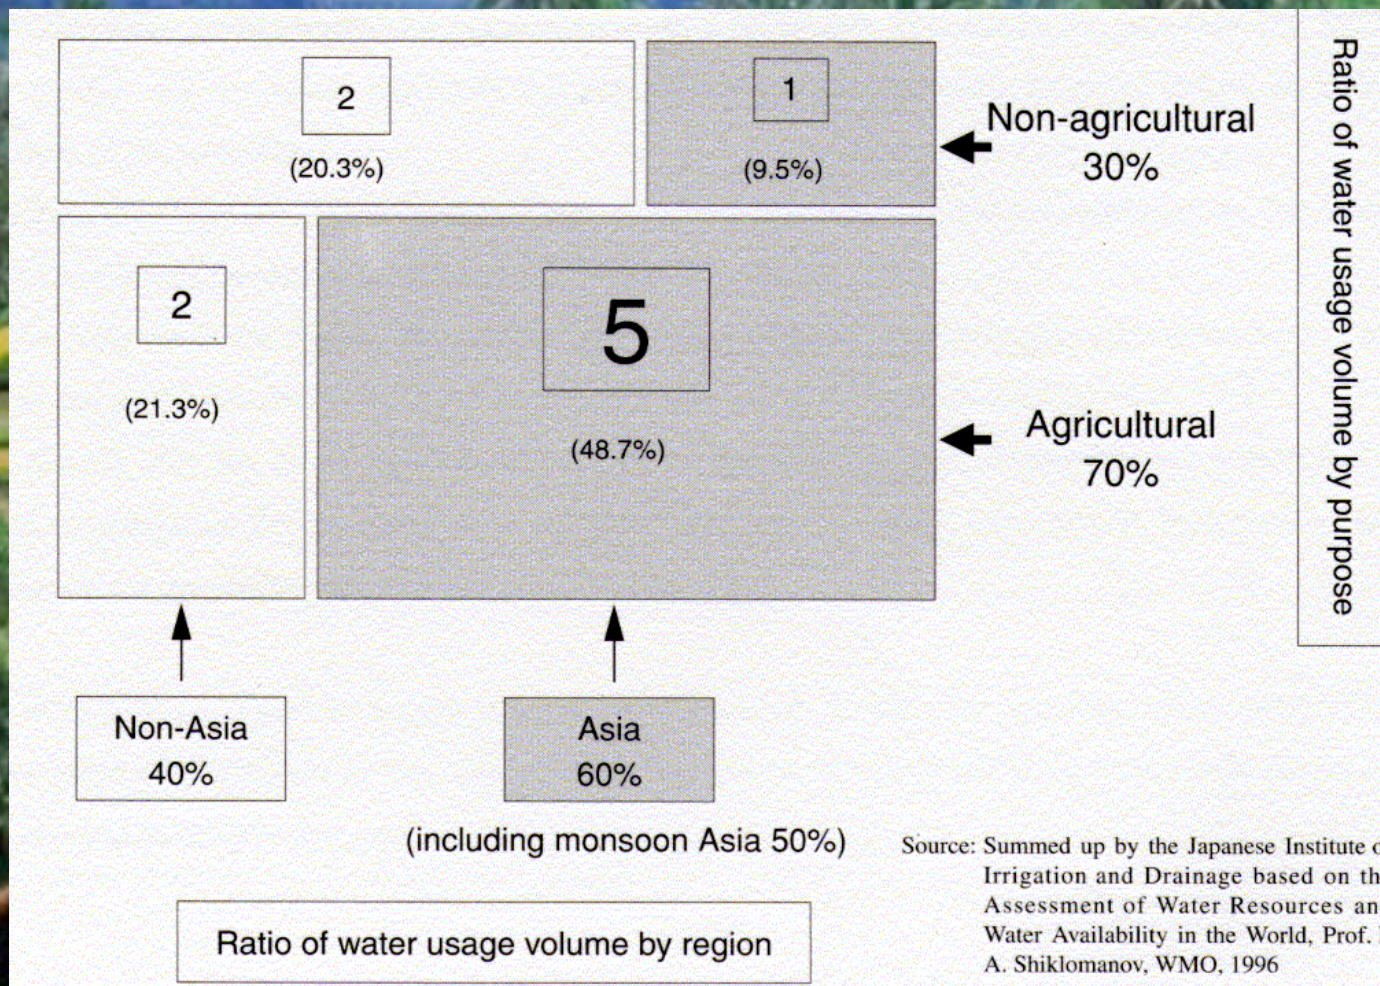 2
(20.3%)
1
(9.5%)
Non-agricultural
30%
2
(21.3%)
5
(48.7%)
Agricultural
70%
Ratio of water usage volume by purpose
Non-Asia
40%
Asia
60%
(including monsoon Asia 50%)
Ratio of water usage volume by region
Source: Summed up by the Japanese Institute
Irrigation and Drainage based on
Assessment of Water Resources
Water Availability in the World, Prof.
A. Shiklomanov, WMO, 1996